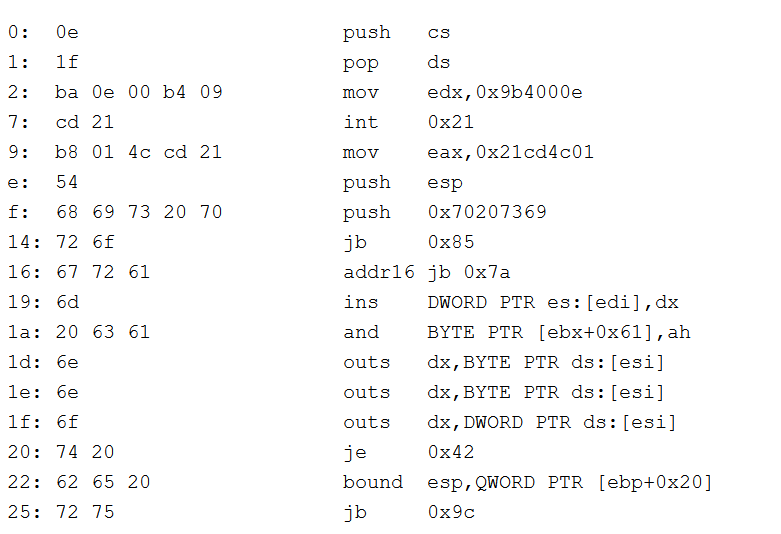 0: 0e push cs
1: 1f pop ds
2: ba 0e 00 b4 09 mov edx,0x9b4000e
7: cd 21 int 0x21
9: b8 01 4c cd 21 mov eax,0x21cd4c01
e: 54 push esp
f: 68 69 73 20 70 push 0x70207369
14: 72 6f jb 0x85
16: 67 72 61 addr16 jb 0x7a
19: 6d ins DWORD PTR es:[edi],dx
1a: 20 63 61 and BYTE PTR [ebx+0x61],ah
1d: 6e outs dx,BYTE PTR ds:[esi]
1e: 6e outs dx,BYTE PTR ds:[esi]
1f: 6f outs dx,DWORD PTR ds:[esi]
20: 74 20 je 0x42
22: 62 65 20 bound esp,QWORD PTR [ebp+0x20]
25: 72 75 jb 0x9c